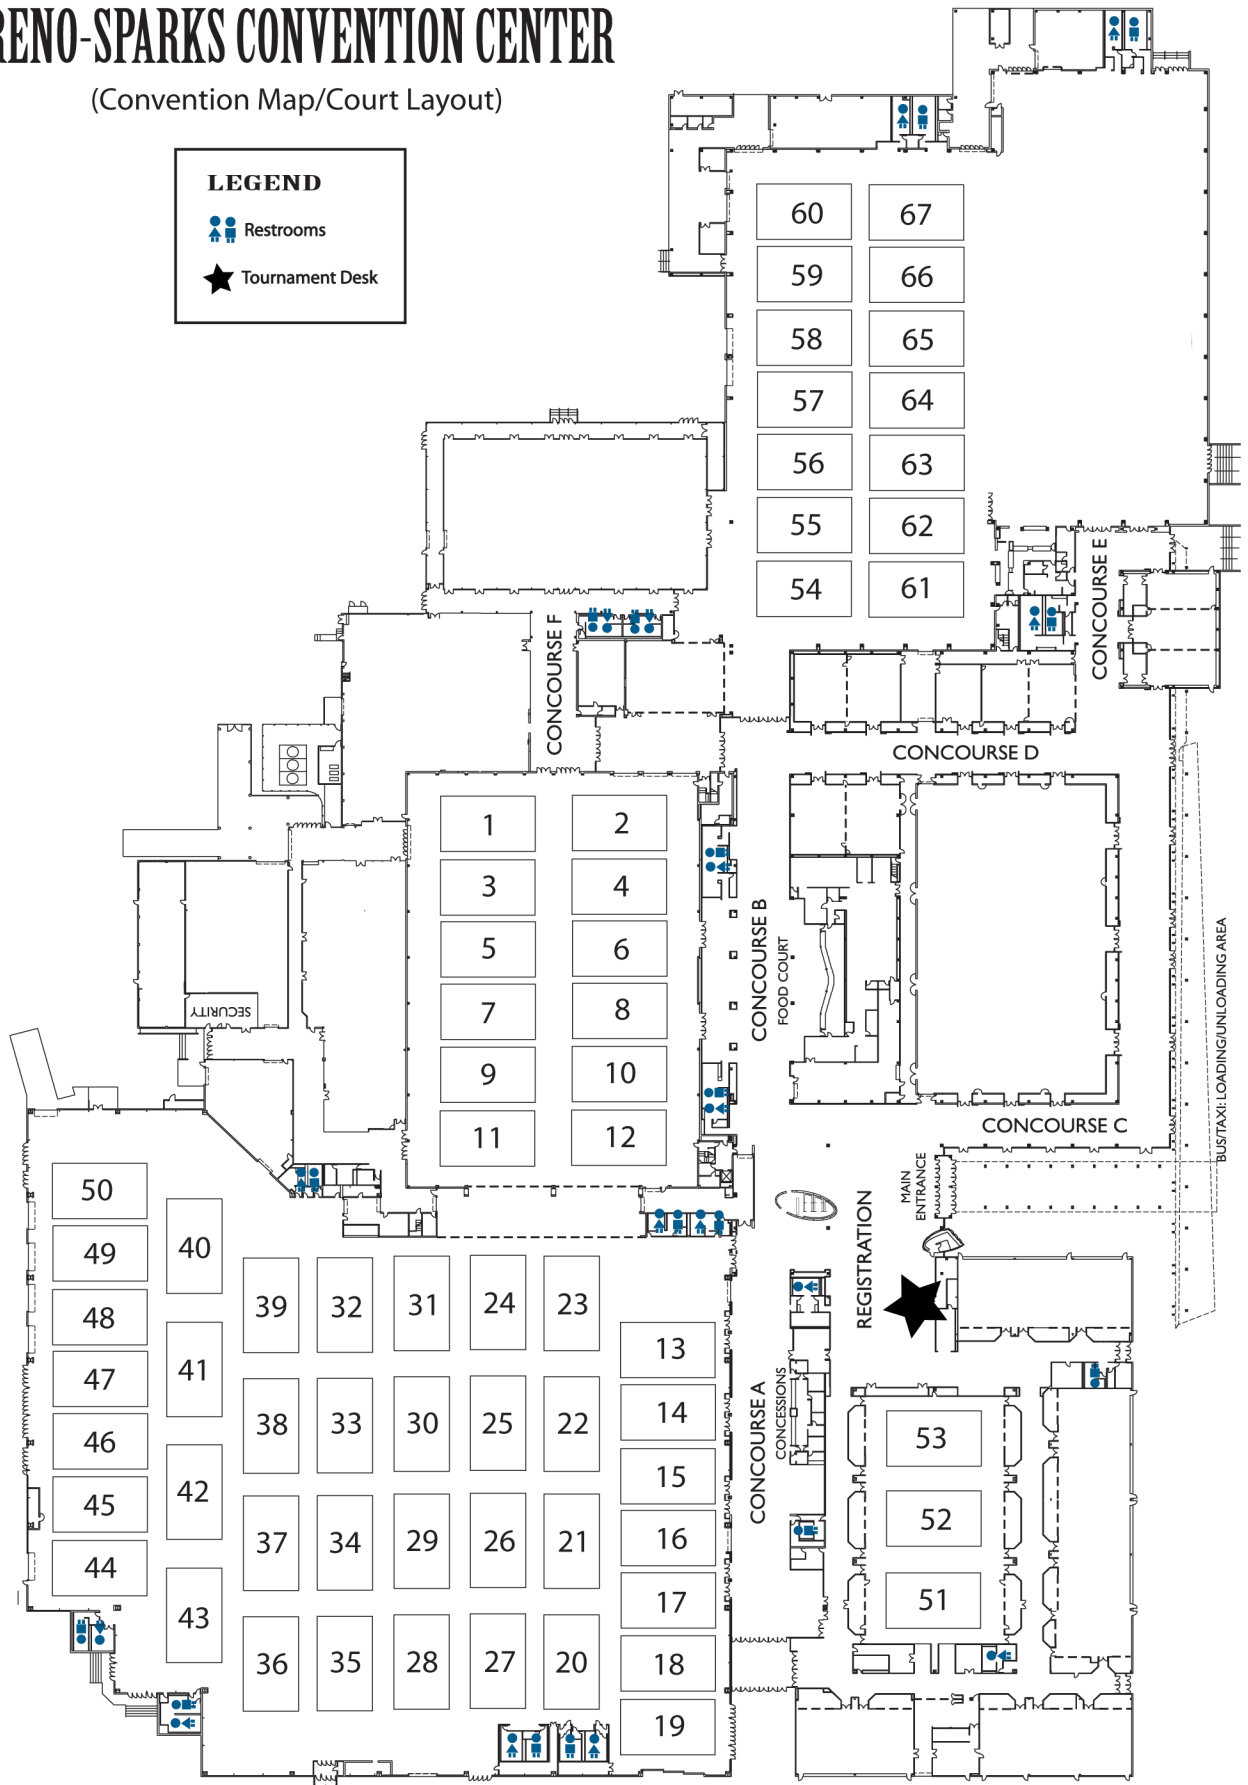 RENO-SPARKS CONVENTION CENTER
(Convention Map/Court Layout)
LEGEND
Restrooms
Tournament Desk
60 67
59 66
58 65
57 64
56 63
55 62
54 61
CONCOURSE E
CONCOURSE F
CONCOURSE D
1 2
3 4
5 6
7 8
9 10
11 12
CONCOURSE B
FOOD COURT
SECURITY
CONCOURSE C
BUS/TAXI: LOADING/UNLOADING AREA
MAIN
ENTRANCE
REGISTRATION
50
49
48
47
46
45
44
40
41
42
43
39 32 31 24 23
38 33 30 25 22
37 34 29 26 21
36 35 28 27 20
13
14
15
16
17
18
19
CONCOURSE A
CONCESSIONS
53
52
51